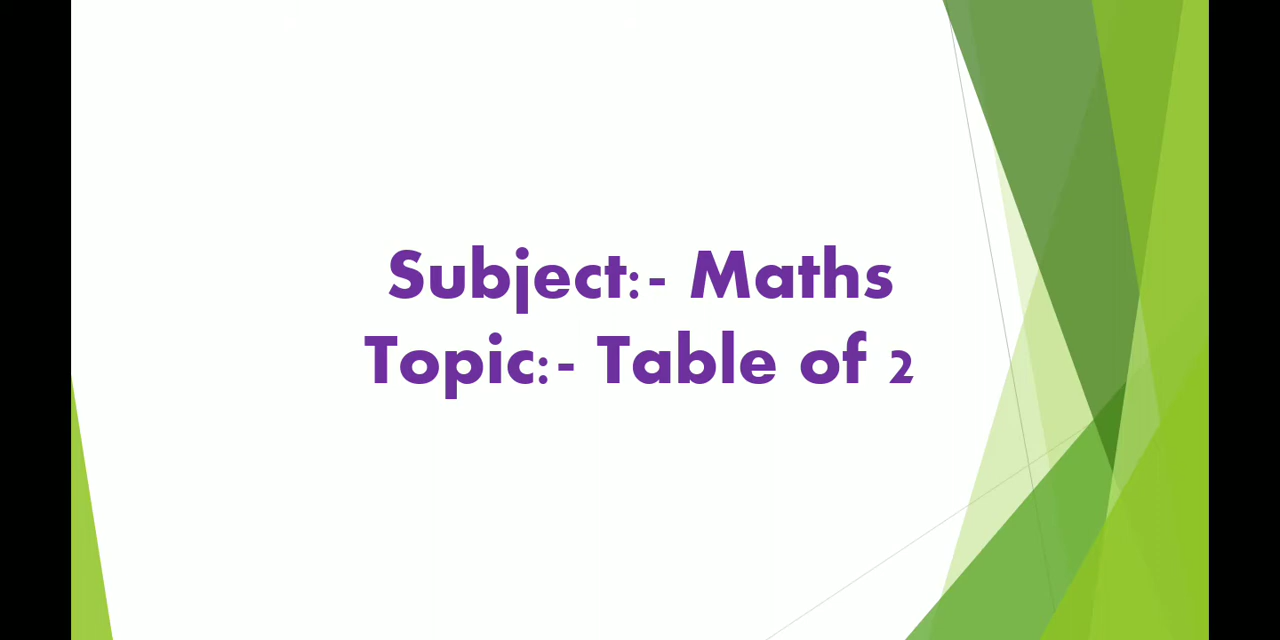 Subject:- Maths
Topic:- Table of 2